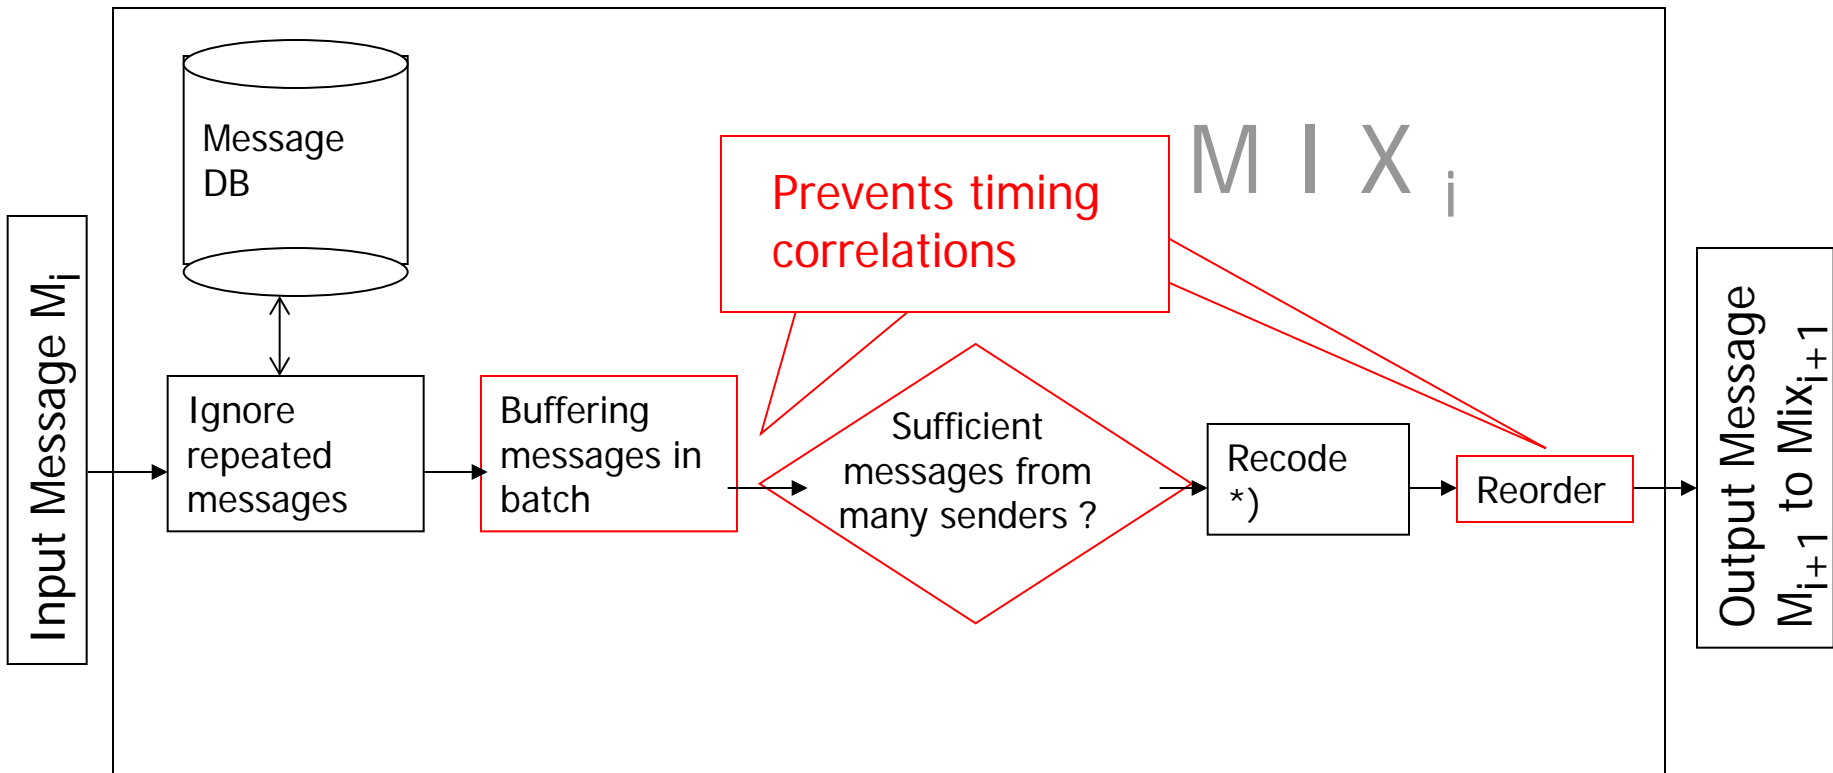 Input Message Mi
Message
DB
Ignore
repeated
messages
Buffering
messages in
batch
Prevents timing
correlations
M I X i
Sufficient
messages from
many senders ?
Recode
*)
Reorder
Output Message
Mi+1 to Mixi+1